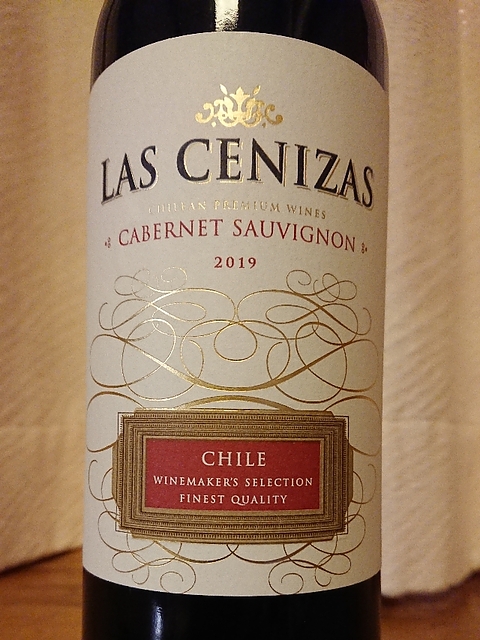 LAS CENIZAS
CHILEAN PREMIUM WINES
CABERNET SAUVIGNON
2019
CHILE
WINEMAKER'S SELECTION
FINEST QUALITY